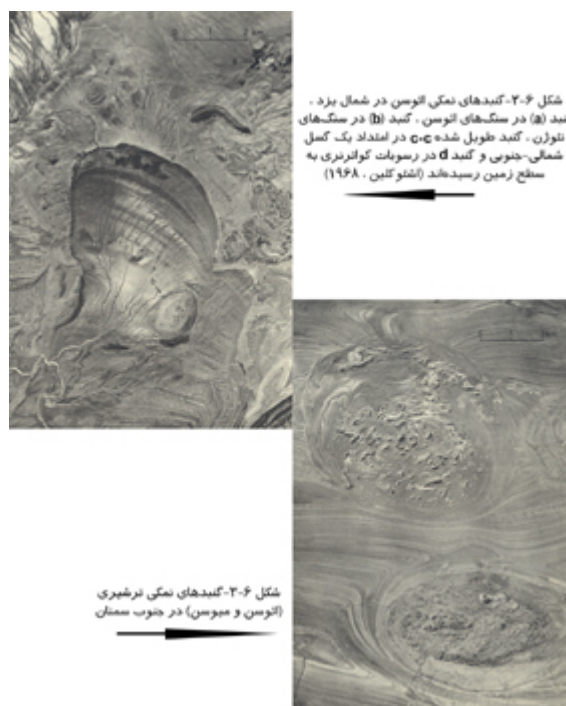 شکل ۶-۲-گنبدهای نمکی ائوسن در شمال یزد ،
گنبد (a) در سنگ‌های ائوسن ، گنبد (b) در سنگ‌های
نئوژن ، گنبد طویل شده c،c در امتداد یک گسل
شمالی-جنوبی و گنبد d در رسوبات کواترنری به
سطح زمین رسیده‌اند (اشتوکلین ، ۱۹۶۸)
شکل ۶-۳-گنبدهای نمکی ترشیری
(ائوسن و میوسن) در جنوب سمنان